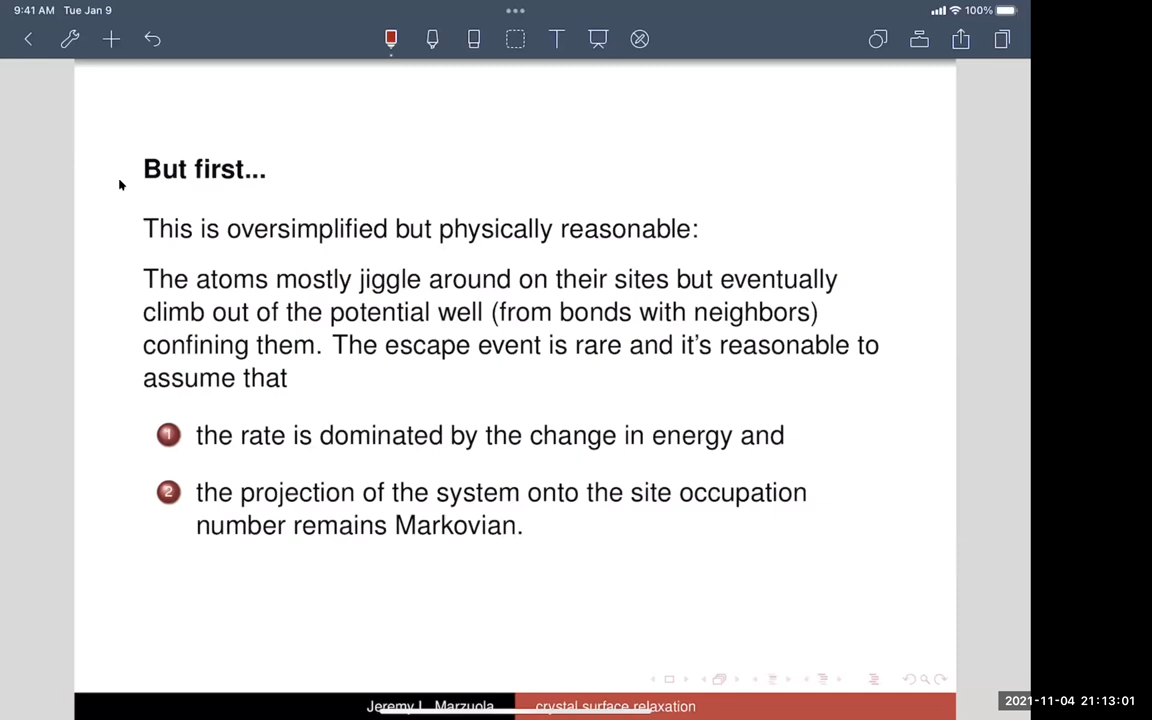 9:41 AM Tue Jan 9
100%
But first...
This is oversimplified but physically reasonable:
The atoms mostly jiggle around on their sites but eventually
climb out of the potential well (from bonds with neighbors)
confining them. The escape event is rare and it's reasonable to
assume that
1 the rate is dominated by the change in energy and
2 the projection of the system onto the site occupation
number remains Markovian.
Jeremy L. Marzuola crystal surface relaxation
2021-11-04 21:13:01